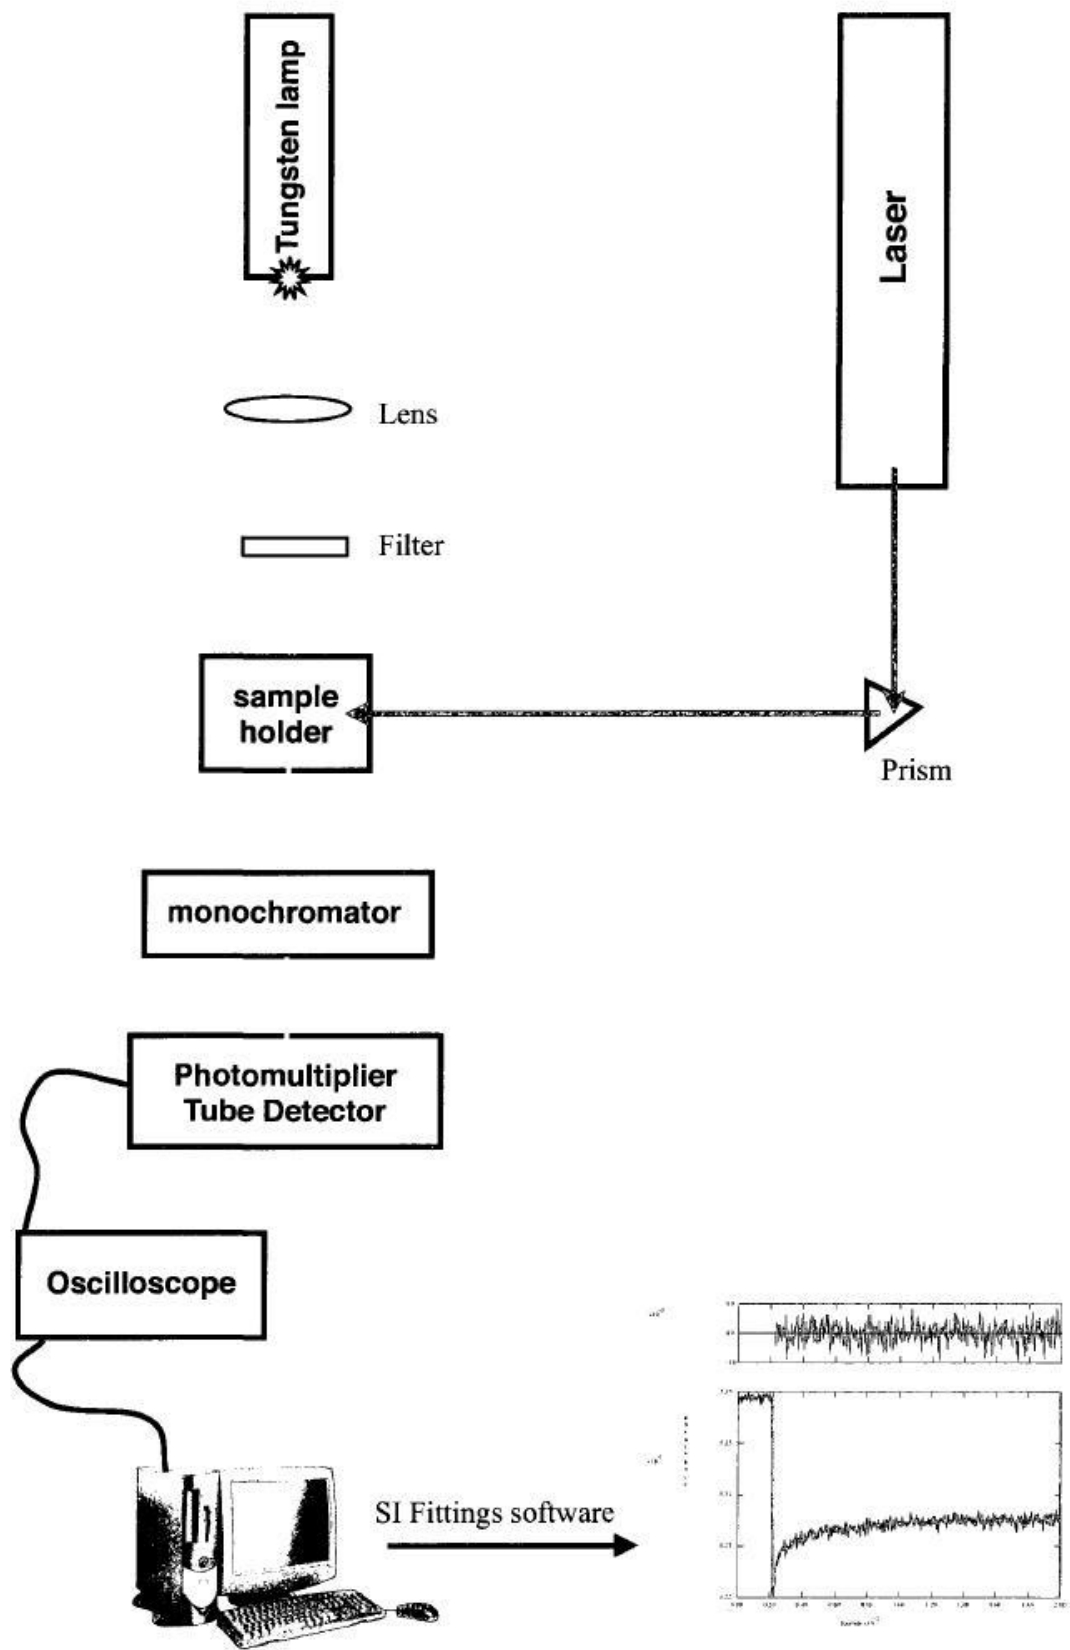 Tungsten lamp
Laser
Lens
Filter
sample
holder
Prism
monochromator
Photomultiplier
Tube Detector
Oscilloscope
SI Fittings software